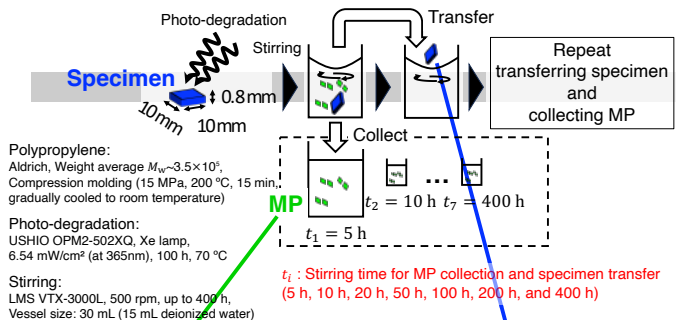 Photo-degradation
Transfer
Stirring
Specimen
0.8mm
10mm
10mm
Repeat
transferring specimen
and
collecting MP
Collect
Polypropylene:
Aldrich, Weight average Mw~3.5×10⁵,
Compression molding (15 MPa, 200 ºC, 15 min,
gradually cooled to room temperature)
MP
t₂ = 10 h
...
t₇ = 400 h
t₁ = 5 h
Photo-degradation:
USHIO OPM2-502XQ, Xe lamp,
6.54 mW/cm² (at 365nm), 100 h, 70 ºC
Stirring:
LMS VTX-3000L, 500 rpm, up to 400 h,
Vessel size: 30 mL (15 mL deionized water)
tᵢ : Stirring time for MP collection and specimen transfer
(5 h, 10 h, 20 h, 50 h, 100 h, 200 h, and 400 h)